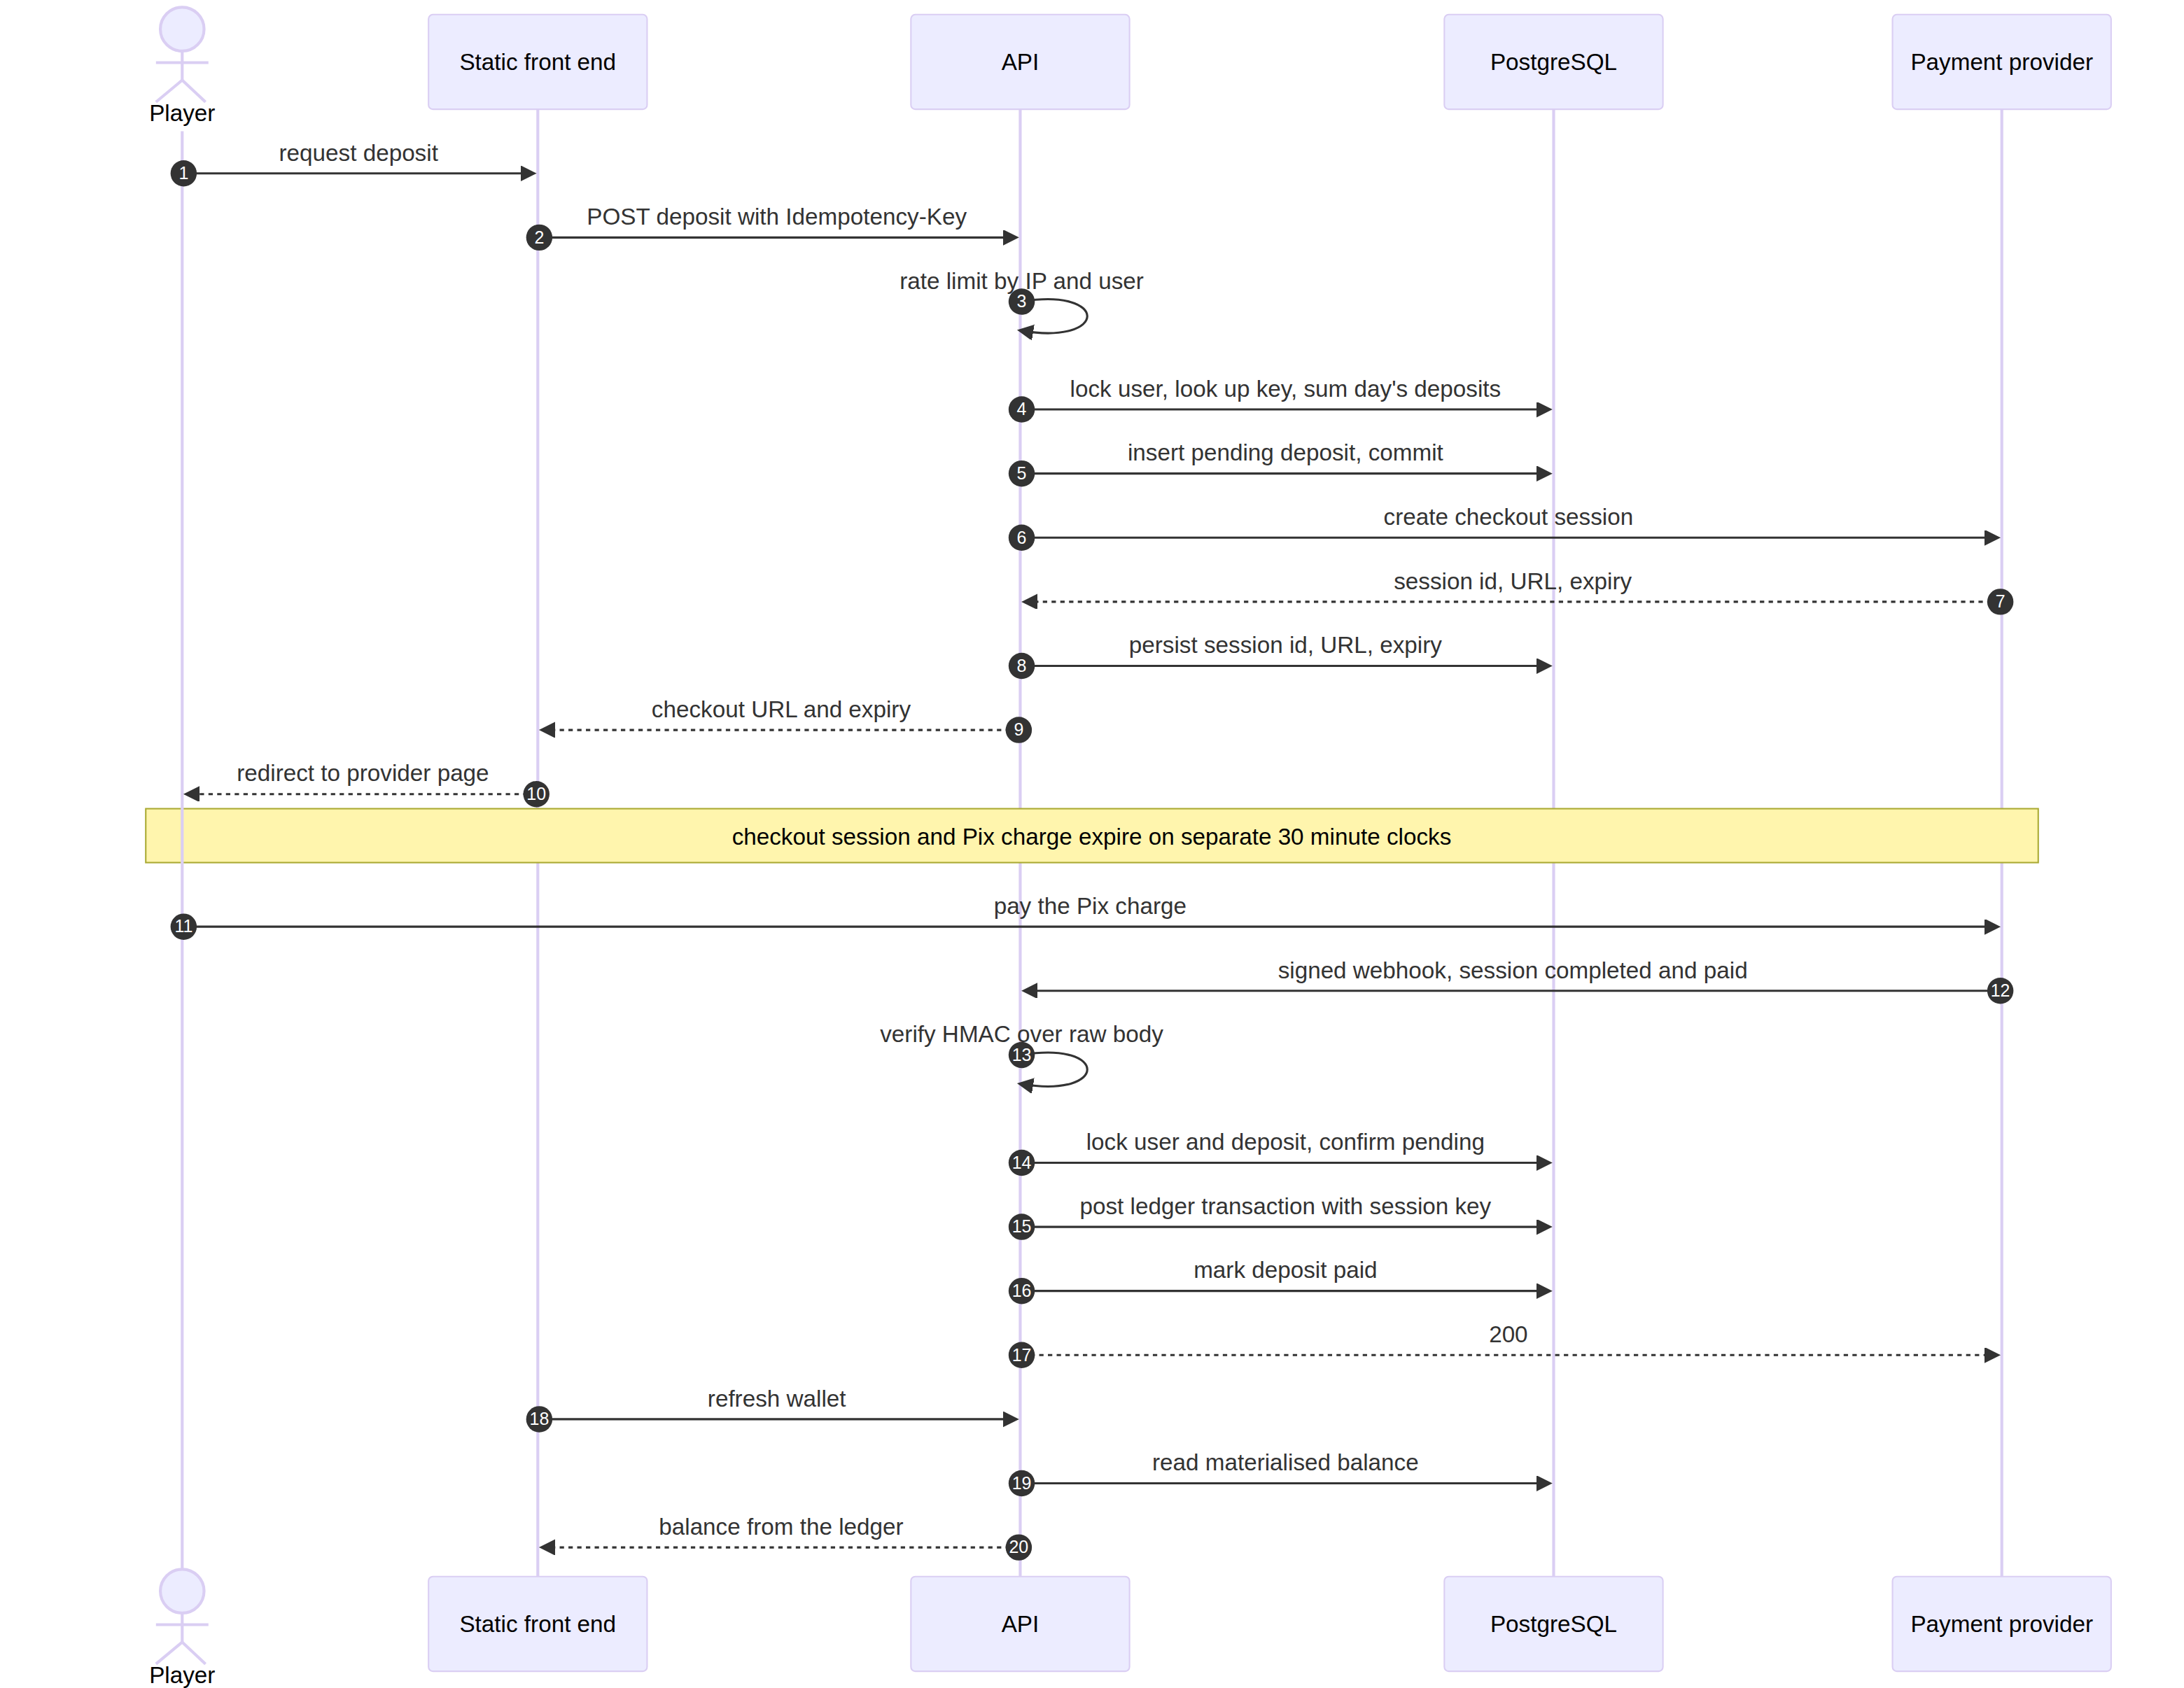 Static front end
API
PostgreSQL
Payment provider
Player
request deposit
1
POST deposit with Idempotency-Key
2
rate limit by IP and user
3
lock user, look up key, sum day's deposits
4
insert pending deposit, commit
5
create checkout session
6
session id, URL, expiry
7
persist session id, URL, expiry
8
checkout URL and expiry
9
redirect to provider page
10
checkout session and Pix charge expire on separate 30 minute clocks
pay the Pix charge
11
signed webhook, session completed and paid
12
verify HMAC over raw body
13
lock user and deposit, confirm pending
14
post ledger transaction with session key
15
mark deposit paid
16
200
17
refresh wallet
18
read materialised balance
19
balance from the ledger
20
Static front end
API
PostgreSQL
Payment provider
Player